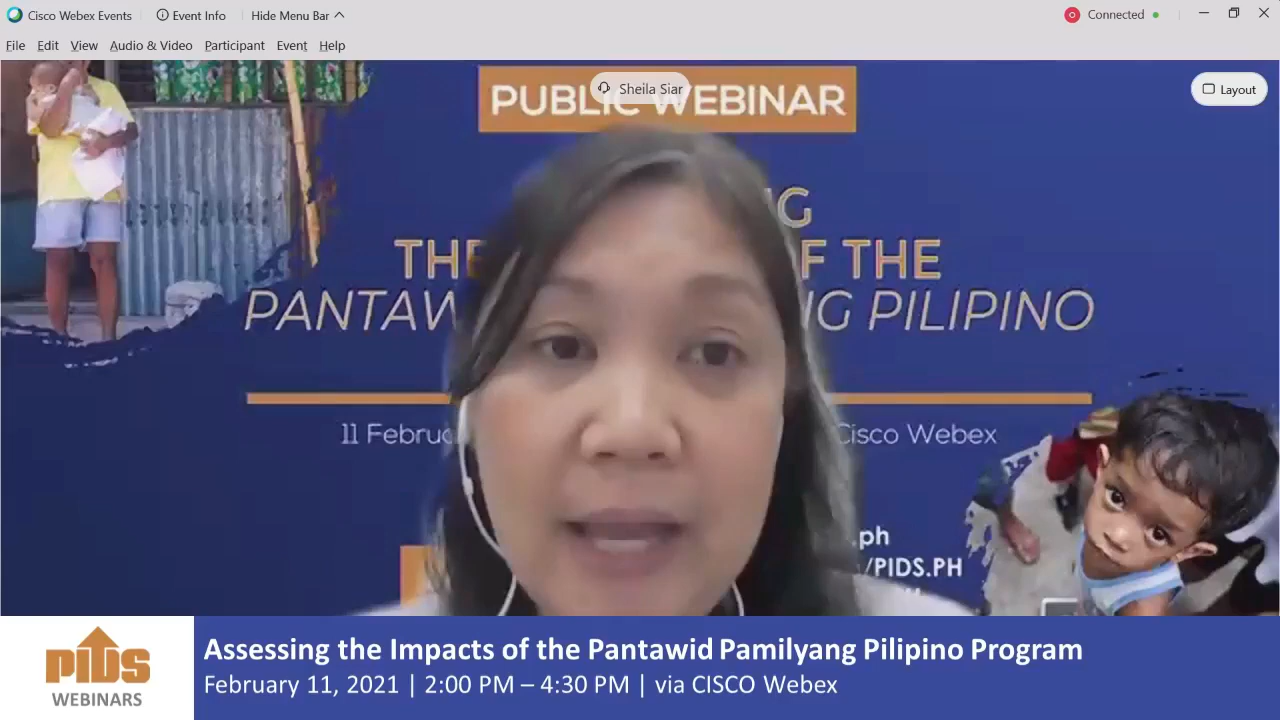 Cisco Webex Events
Event Info
Hide Menu Bar
Connected
File Edit View Audio & Video Participant Event Help
Sheila Siar
Layout
PUBLIC WEBINAR
THE OF THE
PILIPINO
11
Cisco Webex
.ph
/PIDS.PH
PIDS
WEBINARS
Assessing the Impacts of the Pantawid Pamilyang Pilipino Program
February 11, 2021 | 2:00 PM – 4:30 PM | via CISCO Webex